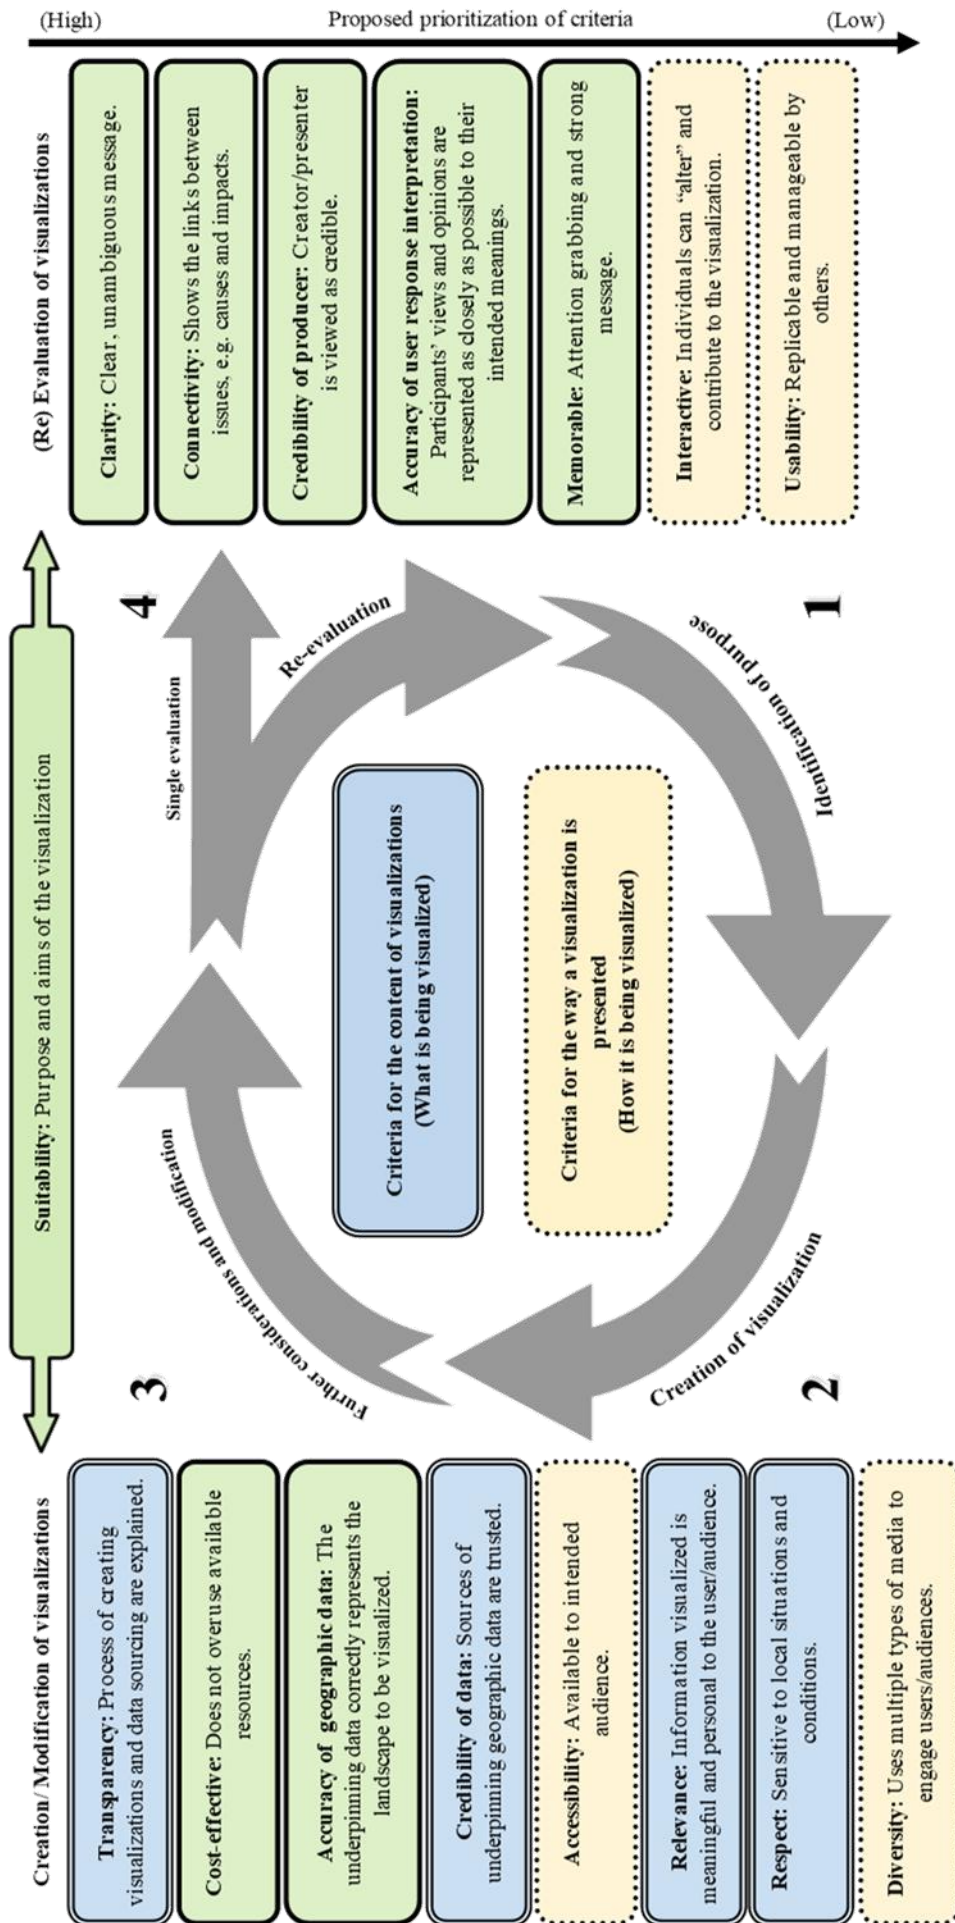 Suitability: Purpose and aims of the visualization
Creation/ Modification of visualizations
Transparency: Process of creating
visualizations and data sourcing are explained.
Cost-effective: Does not overuse available
resources.
Accuracy of geographic data: The
underpinning data correctly represents the
landscape to be visualized.
Credibility of data: Sources of
underpinning geographic data are trusted.
Accessibility: Available to intended
audience.
Relevance: Information visualized is
meaningful and personal to the user/audience.
Respect: Sensitive to local situations and
conditions.
Diversity: Uses multiple types of media to
engage users/audiences.
3
Further considerations and modification
Single evaluation
4
Re-evaluation
Criteria for the content of visualizations
(What is being visualized)
Criteria for the way a visualization is
presented
(How it is being visualized)
2
Creation of visualization
Identification of purpose
1
(Re) Evaluation of visualizations
Clarity: Clear, unambiguous message.
Connectivity: Shows the links between
issues, e.g. causes and impacts.
Credibility of producer: Creator/presenter
is viewed as credible.
Accuracy of user response interpretation:
Participants’ views and opinions are
represented as closely as possible to their
intended meanings.
Memorable: Attention grabbing and strong
message.
Interactive: Individuals can “alter” and
contribute to the visualization.
Usability: Replicable and manageable by
others.
(High)
Proposed prioritization of criteria
(Low)